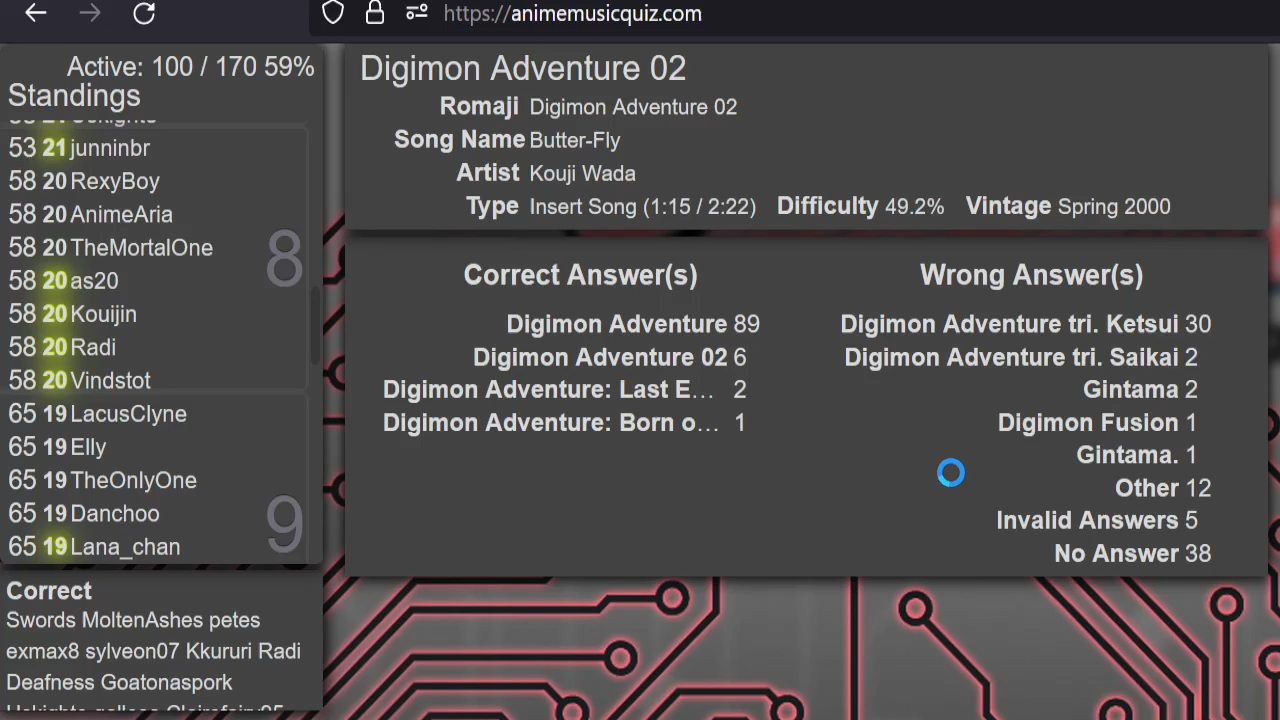 https://animemusicquiz.com
Active: 100 / 170 59%
Standings
53 21 junninbr
58 20 RexyBoy
58 20 AnimeAria
58 20 TheMortalOne
58 20 as20
58 20 Kouijin
58 20 Radi
58 20 Vindstot
8
65 19 LacusClyne
65 19 Elly
65 19 TheOnlyOne
65 19 Danchoo
65 19 Lana_chan
9
Correct
Swords MoltenAshes petes
exmax8 sylveon07 Kkururi Radi
Deafness Goatonaspork
Digimon Adventure 02
Romaji Digimon Adventure 02
Song Name Butter-Fly
Artist Kouji Wada
Type Insert Song (1:15 / 2:22) Difficulty 49.2% Vintage Spring 2000
Correct Answer(s)
Digimon Adventure 89
Digimon Adventure 02 6
Digimon Adventure: Last E... 2
Digimon Adventure: Born o... 1
Wrong Answer(s)
Digimon Adventure tri. Ketsui 30
Digimon Adventure tri. Saikai 2
Gintama 2
Digimon Fusion 1
Gintama. 1
Other 12
Invalid Answers 5
No Answer 38